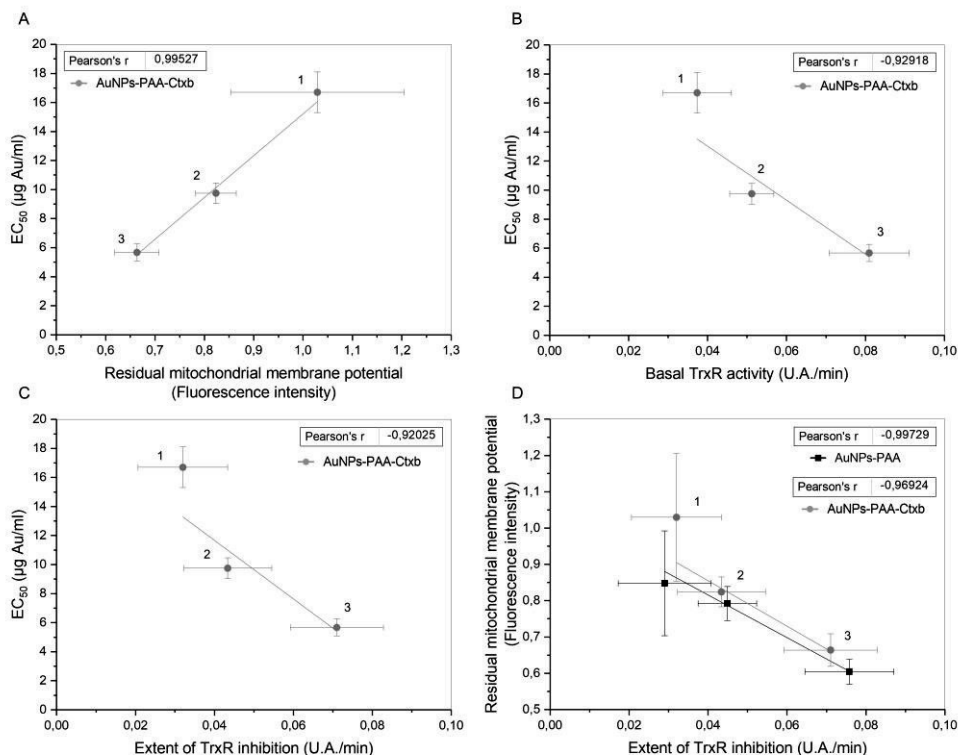 A
Pearson's r 0,99527
AuNPs-PAA-Ctxb
EC50 (µg Au/ml)
20
18
16
14
12
10
8
6
4
2
0
1
2
3
0,5 0,6 0,7 0,8 0,9 1,0 1,1 1,2 1,3
Residual mitochondrial membrane potential
(Fluorescence intensity)
B
Pearson's r -0,92918
AuNPs-PAA-Ctxb
EC50 (µg Au/ml)
20
18
16
14
12
10
8
6
4
2
0
1
2
3
0,00 0,02 0,04 0,06 0,08 0,10
Basal TrxR activity (U.A./min)
C
Pearson's r -0,92025
AuNPs-PAA-Ctxb
EC50 (µg Au/ml)
20
18
16
14
12
10
8
6
4
2
0
1
2
3
0,00 0,02 0,04 0,06 0,08 0,10
Extent of TrxR inhibition (U.A./min)
D
Pearson's r -0,99729
AuNPs-PAA
Pearson's r -0,96924
AuNPs-PAA-Ctxb
Residual mitochondrial membrane potential
(Fluorescence intensity)
1,3
1,2
1,1
1,0
0,9
0,8
0,7
0,6
0,5
1
2
3
0,00 0,02 0,04 0,06 0,08 0,10
Extent of TrxR inhibition (U.A./min)